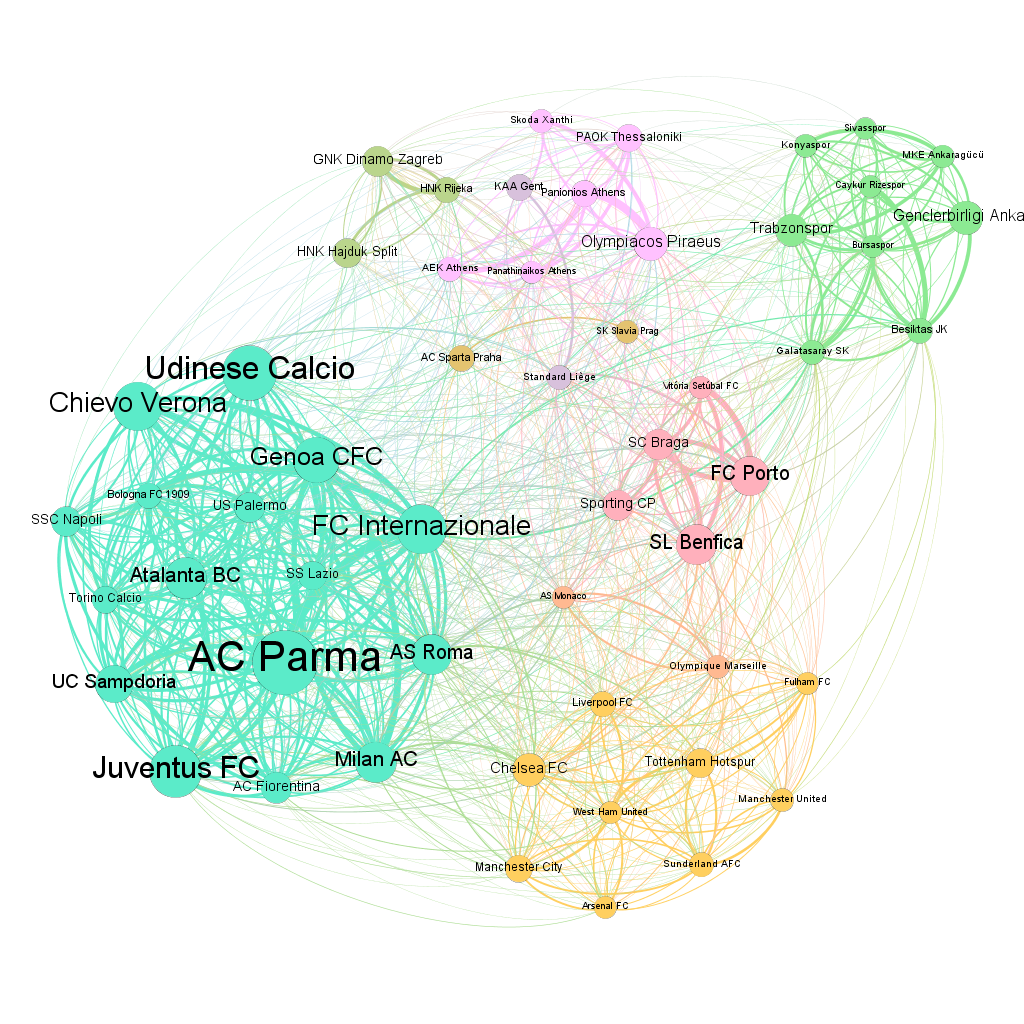 Skoda Xanthi
PAOK Thessaloniki
Sivasspor
Konyaspor
MKE Ankaragücü
GNK Dinamo Zagreb
HNK Rijeka
KAA Gent
Panionios Athens
Caykur Rizespor
Genclerbirligi Anka
Trabzonspor
Olympiacos Piraeus
Bursaspor
HNK Hajduk Split
AEK Athens
Panathinaikos Athens
SK Slavia Prag
Besiktas JK
Galatasaray SK
AC Sparta Praha
Standard Liège
Vitória Setúbal FC
Udinese Calcio
Chievo Verona
SC Braga
Genoa CFC
FC Porto
Bologna FC 1909
US Palermo
Sporting CP
SSC Napoli
FC Internazionale
SL Benfica
Atalanta BC
SS Lazio
Torino Calcio
AS Monaco
AC Parma
AS Roma
Olympique Marseille
UC Sampdoria
Fulham FC
Liverpool FC
Milan AC
Tottenham Hotspur
Juventus FC
Chelsea FC
AC Fiorentina
Manchester United
West Ham United
Manchester City
Sunderland AFC
Arsenal FC